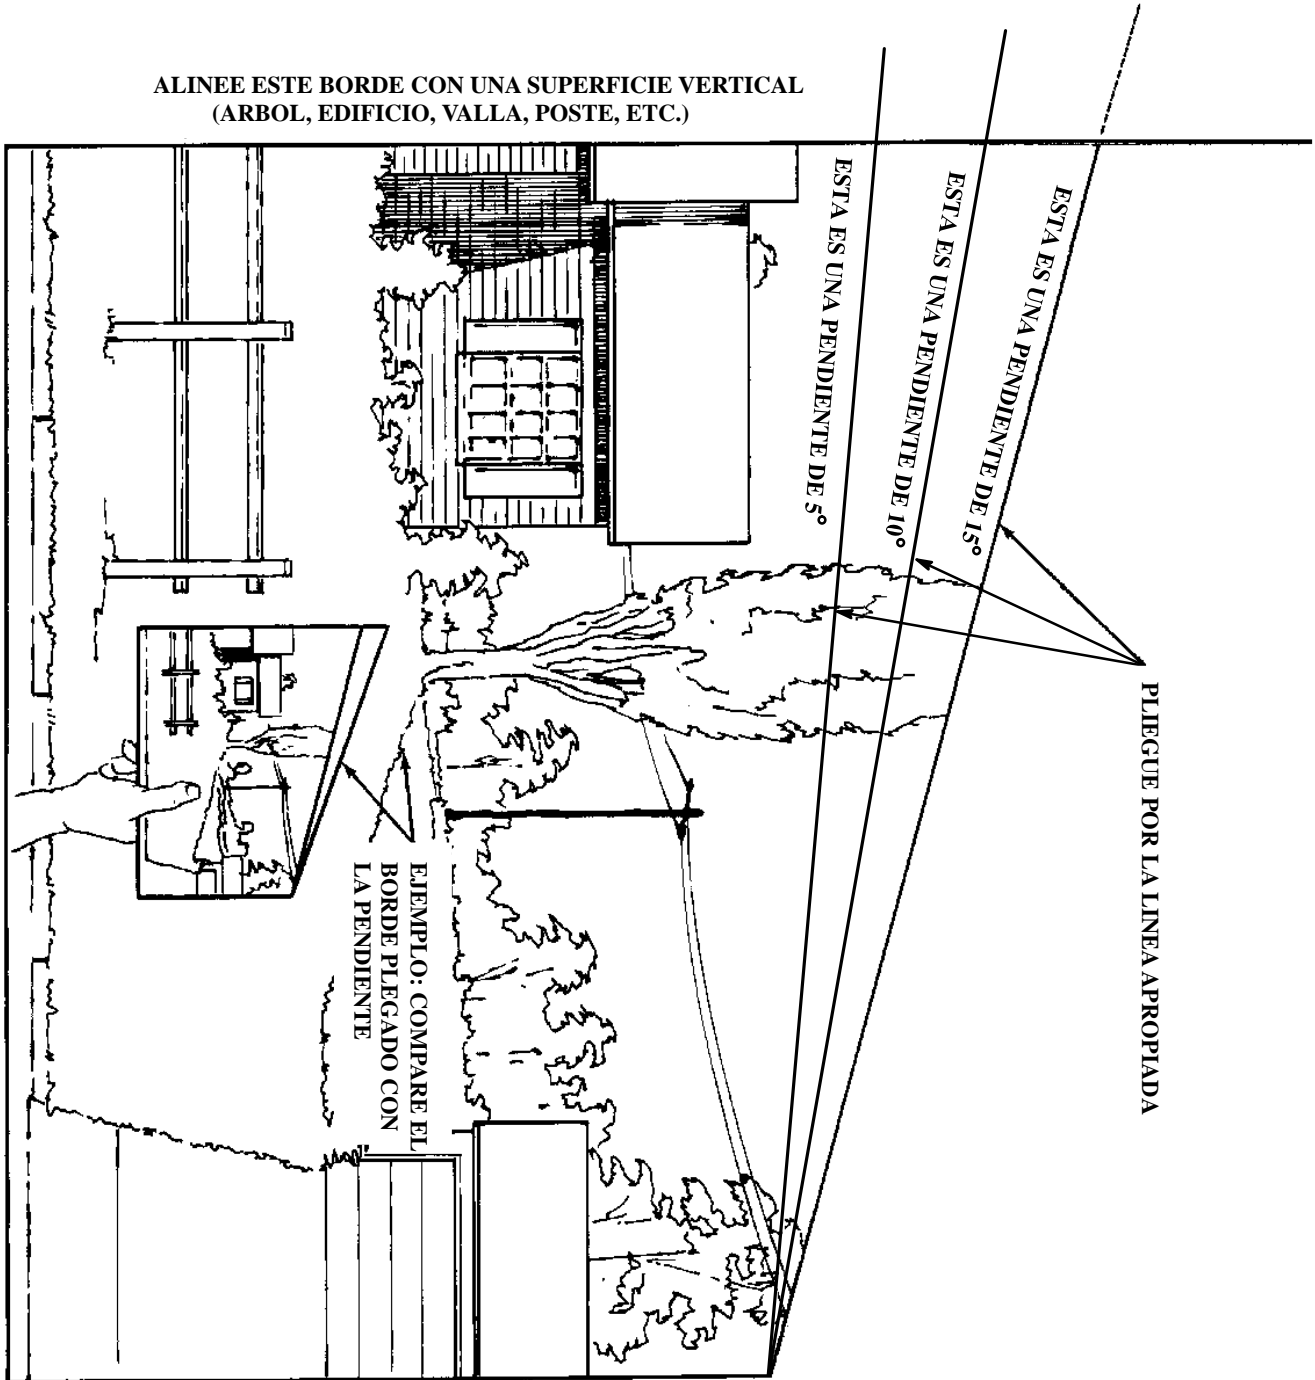 ALINEE ESTE BORDE CON UNA SUPERFICIE VERTICAL
(ARBOL, EDIFICIO, VALLA, POSTE, ETC.)
ESTA ES UNA PENDIENTE DE 15°
ESTA ES UNA PENDIENTE DE 10°
ESTA ES UNA PENDIENTE DE 5°
PLIEGUE POR LA LINEA APROPIADA
EJEMPLO: COMPARE EL
BORDE PLEGADO CON
LA PENDIENTE